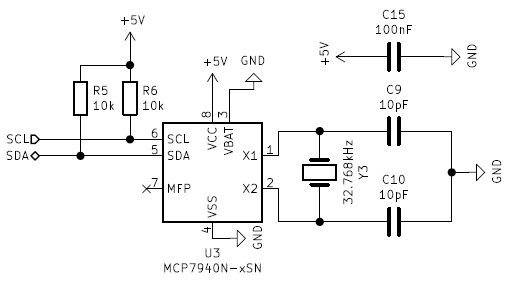 +5V
C15
100nF
+5V
GND
+5V
GND
R5
10k
R6
10k
C9
10pF
8
3
VCC
VBAT
SCL
6
SCL
SDA
5
SDA
X1
1
32.768kHz
Y3
7
MFP
X2
2
C10
10pF
GND
VSS
4
GND
U3
MCP7940N-xSN